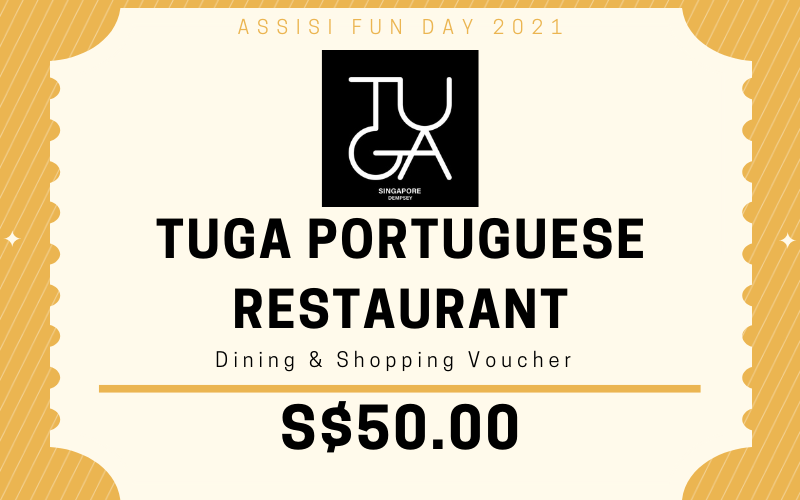 ASSISI FUN DAY 2021
TU
GA
SINGAPORE
DEMPSEY
TUGA PORTUGUESE
RESTAURANT
Dining & Shopping Voucher
S$50.00